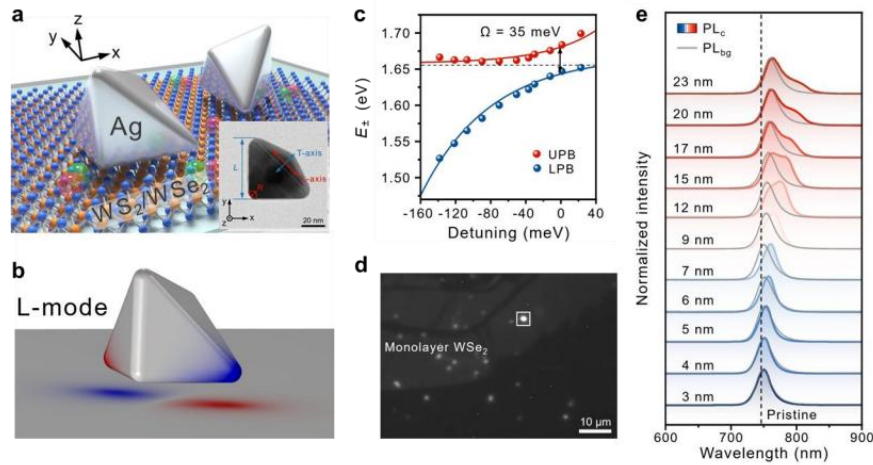 a
z
y
x
Ag
WS₂/WSe₂
L
T-axis
L-axis
R
y
z
x
20 nm
b
L-mode
c
Ω = 35 meV
E± (eV)
1.70
1.65
1.60
1.55
1.50
UPB
LPB
-160 -120 -80 -40 0 40
Detuning (meV)
d
Monolayer WSe₂
10 μm
e
PLc
PLbg
Normalized intensity
23 nm
20 nm
17 nm
15 nm
12 nm
9 nm
7 nm
6 nm
5 nm
4 nm
3 nm
Pristine
600 700 800 900
Wavelength (nm)